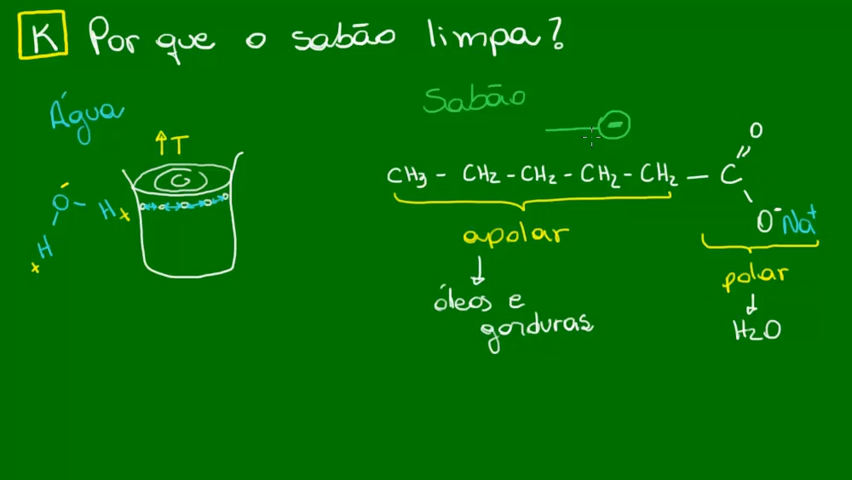 K Por que o sabão limpa?
Água
↑T
O - H +
H +
Sabão
-
CH3 - CH2 - CH2 - CH2 - CH2 - C
O
O- Na+
apolar
polar
óleos e
gorduras
H2O